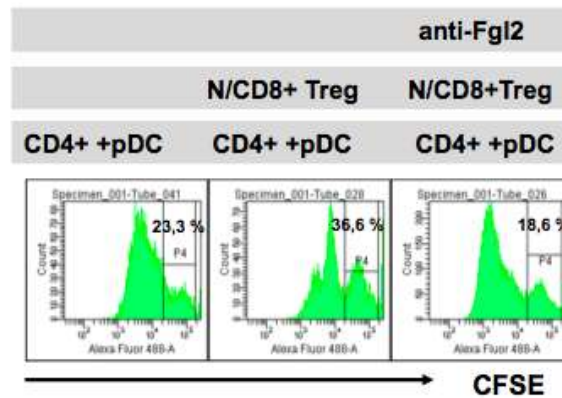 anti-Fgl2
N/CD8+ Treg N/CD8+Treg
CD4+ +pDC CD4+ +pDC CD4+ +pDC
Specimen_001-Tube_041 Specimen_001-Tube_028 Specimen_001-Tube_026
23,3 % 36,6 % 18,6 %
P4 P4 P4
Count Count Count
Alexa Fluor 488-A Alexa Fluor 488-A Alexa Fluor 488-A
CFSE